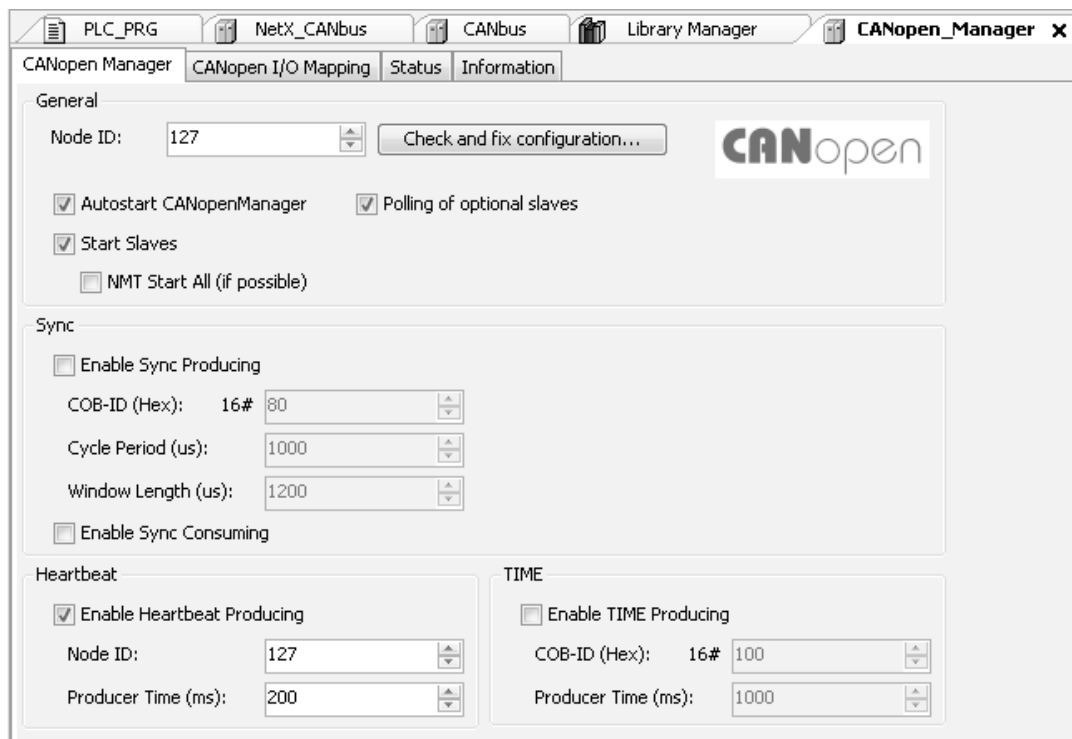 PLC_PRG NetX_CANbus CANbus Library Manager CANopen_Manager x
CANopen Manager CANopen I/O Mapping Status Information
General
Node ID: 127 Check and fix configuration... CANopen
Autostart CANopenManager Polling of optional slaves
Start Slaves
NMT Start All (if possible)
Sync
Enable Sync Producing
COB-ID (Hex): 16# 80
Cycle Period (us): 1000
Window Length (us): 1200
Enable Sync Consuming
Heartbeat TIME
Enable Heartbeat Producing Enable TIME Producing
Node ID: 127 COB-ID (Hex): 16# 100
Producer Time (ms): 200 Producer Time (ms): 1000